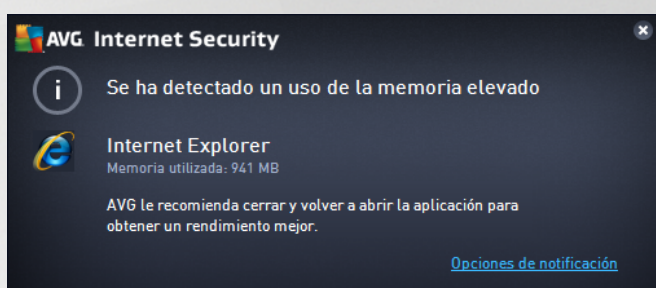 AVG Internet Security
Se ha detectado un uso de la memoria elevado
Internet Explorer
Memoria utilizada: 941 MB
AVG le recomienda cerrar y volver a abrir la aplicación para
obtener un rendimiento mejor.
Opciones de notificación